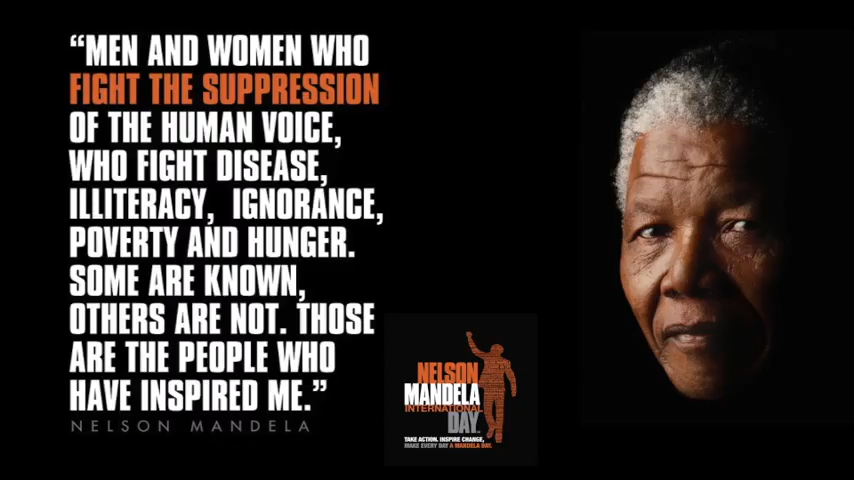 “MEN AND WOMEN WHO
FIGHT THE SUPPRESSION
OF THE HUMAN VOICE,
WHO FIGHT DISEASE,
ILLITERACY, IGNORANCE,
POVERTY AND HUNGER.
SOME ARE KNOWN,
OTHERS ARE NOT. THOSE
ARE THE PEOPLE WHO
HAVE INSPIRED ME.”
NELSON MANDELA
NELSON
MANDELA
INTERNATIONAL
DAY
TAKE ACTION. INSPIRE CHANGE.
MAKE EVERY DAY A MANDELA DAY.